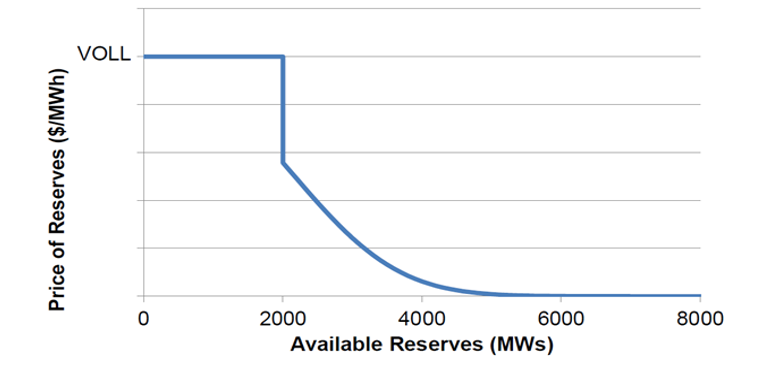 VOLL
Price of Reserves ($/MWh)
0 2000 4000 6000 8000
Available Reserves (MWs)